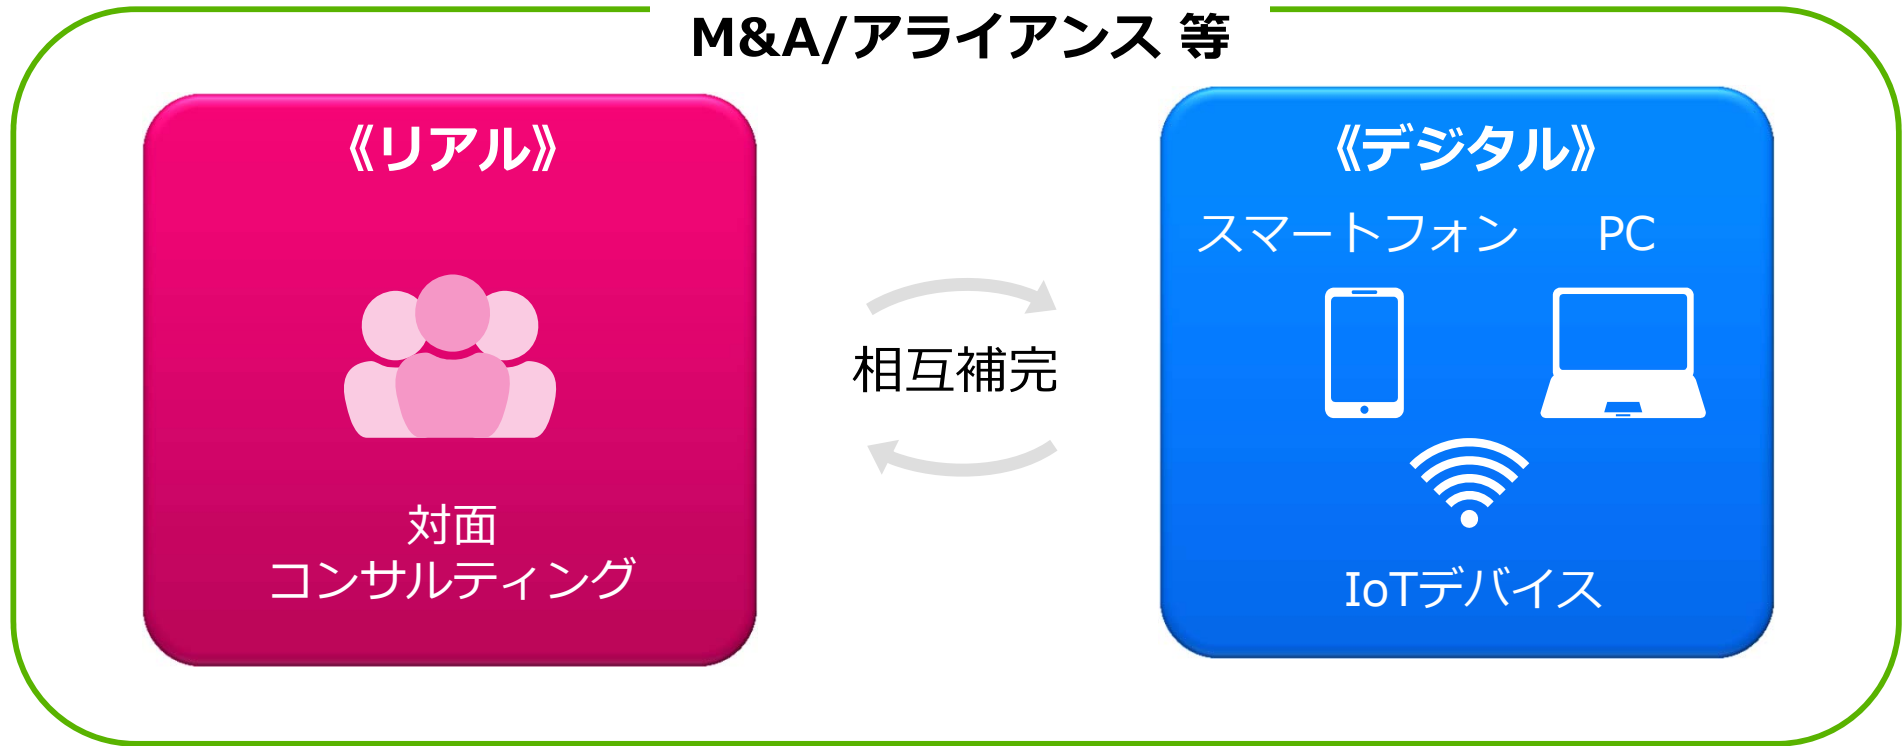 M&A/アライアンス 等
《リアル》
対面
コンサルティング
相互補完
《デジタル》
スマートフォン PC
IoTデバイス